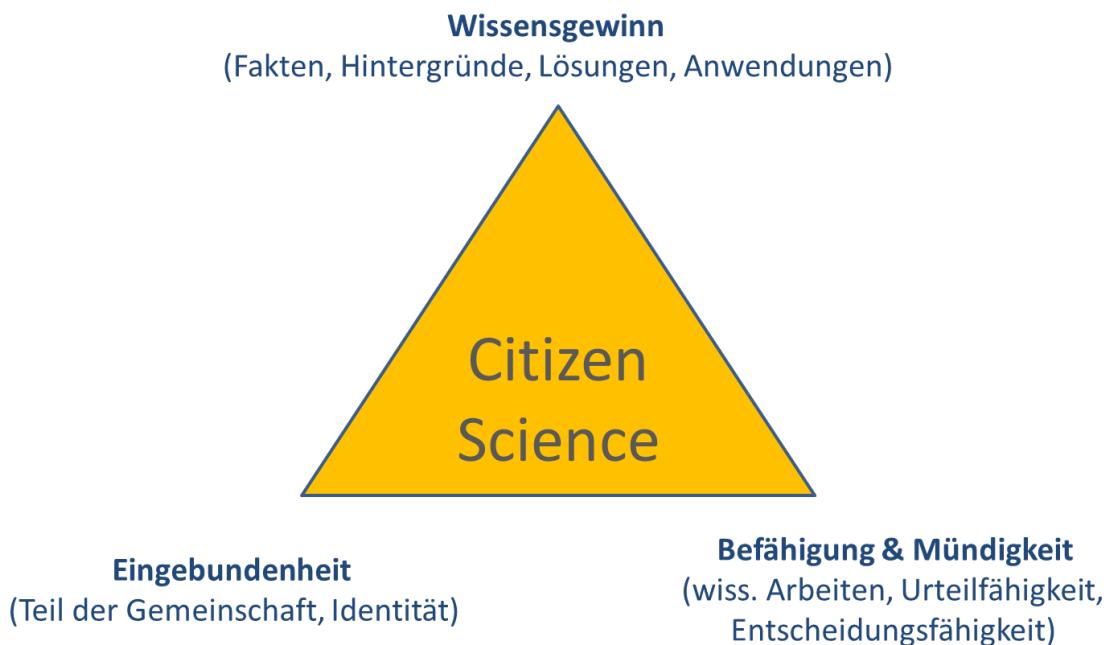 Wissensgewinn
(Fakten, Hintergründe, Lösungen, Anwendungen)
Citizen
Science
Eingebundenheit
(Teil der Gemeinschaft, Identität)
Befähigung & Mündigkeit
(wiss. Arbeiten, Urteilfähigkeit,
Entscheidungsfähigkeit)